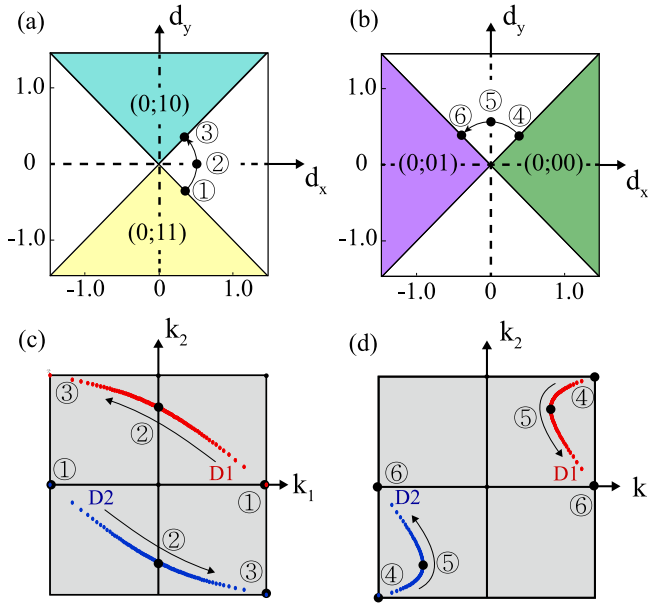 (a)
d_y
1.0
0
-1.0
(0;10)
③
②
①
(0;11)
d_x
-1.0
0
1.0
(b)
d_y
1.0
0
-1.0
⑥
⑤
④
(0;01)
(0;00)
d_x
-1.0
0
1.0
(c)
k_2
③
②
①
D1
①
k_1
D2
②
③
(d)
k_2
④
⑤
⑥
D1
k
⑥
D2
④
⑤